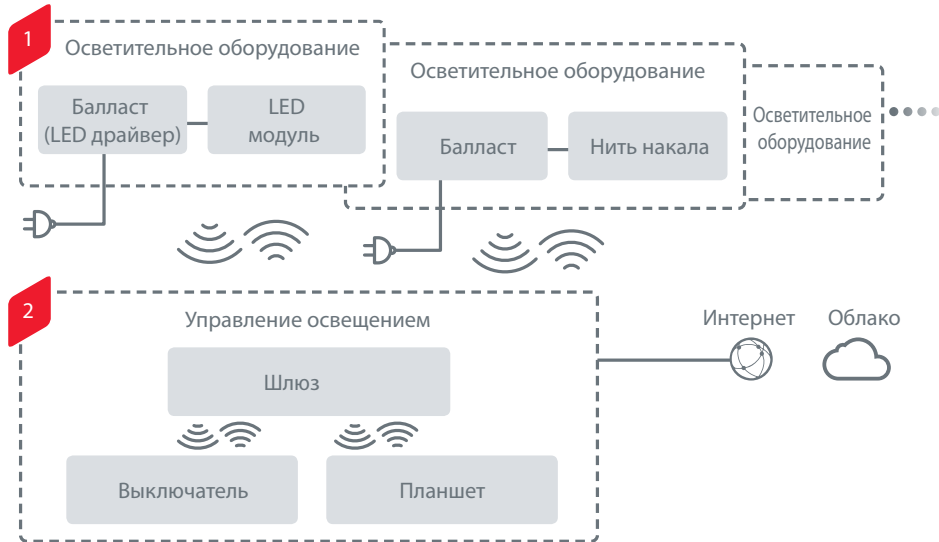 1
Осветительное оборудование
Балласт
(LED драйвер)
LED
модуль
Осветительное оборудование
Балласт
Нить накала
Осветительное
оборудование
2
Управление освещением
Шлюз
Выключатель
Планшет
Интернет
Облако